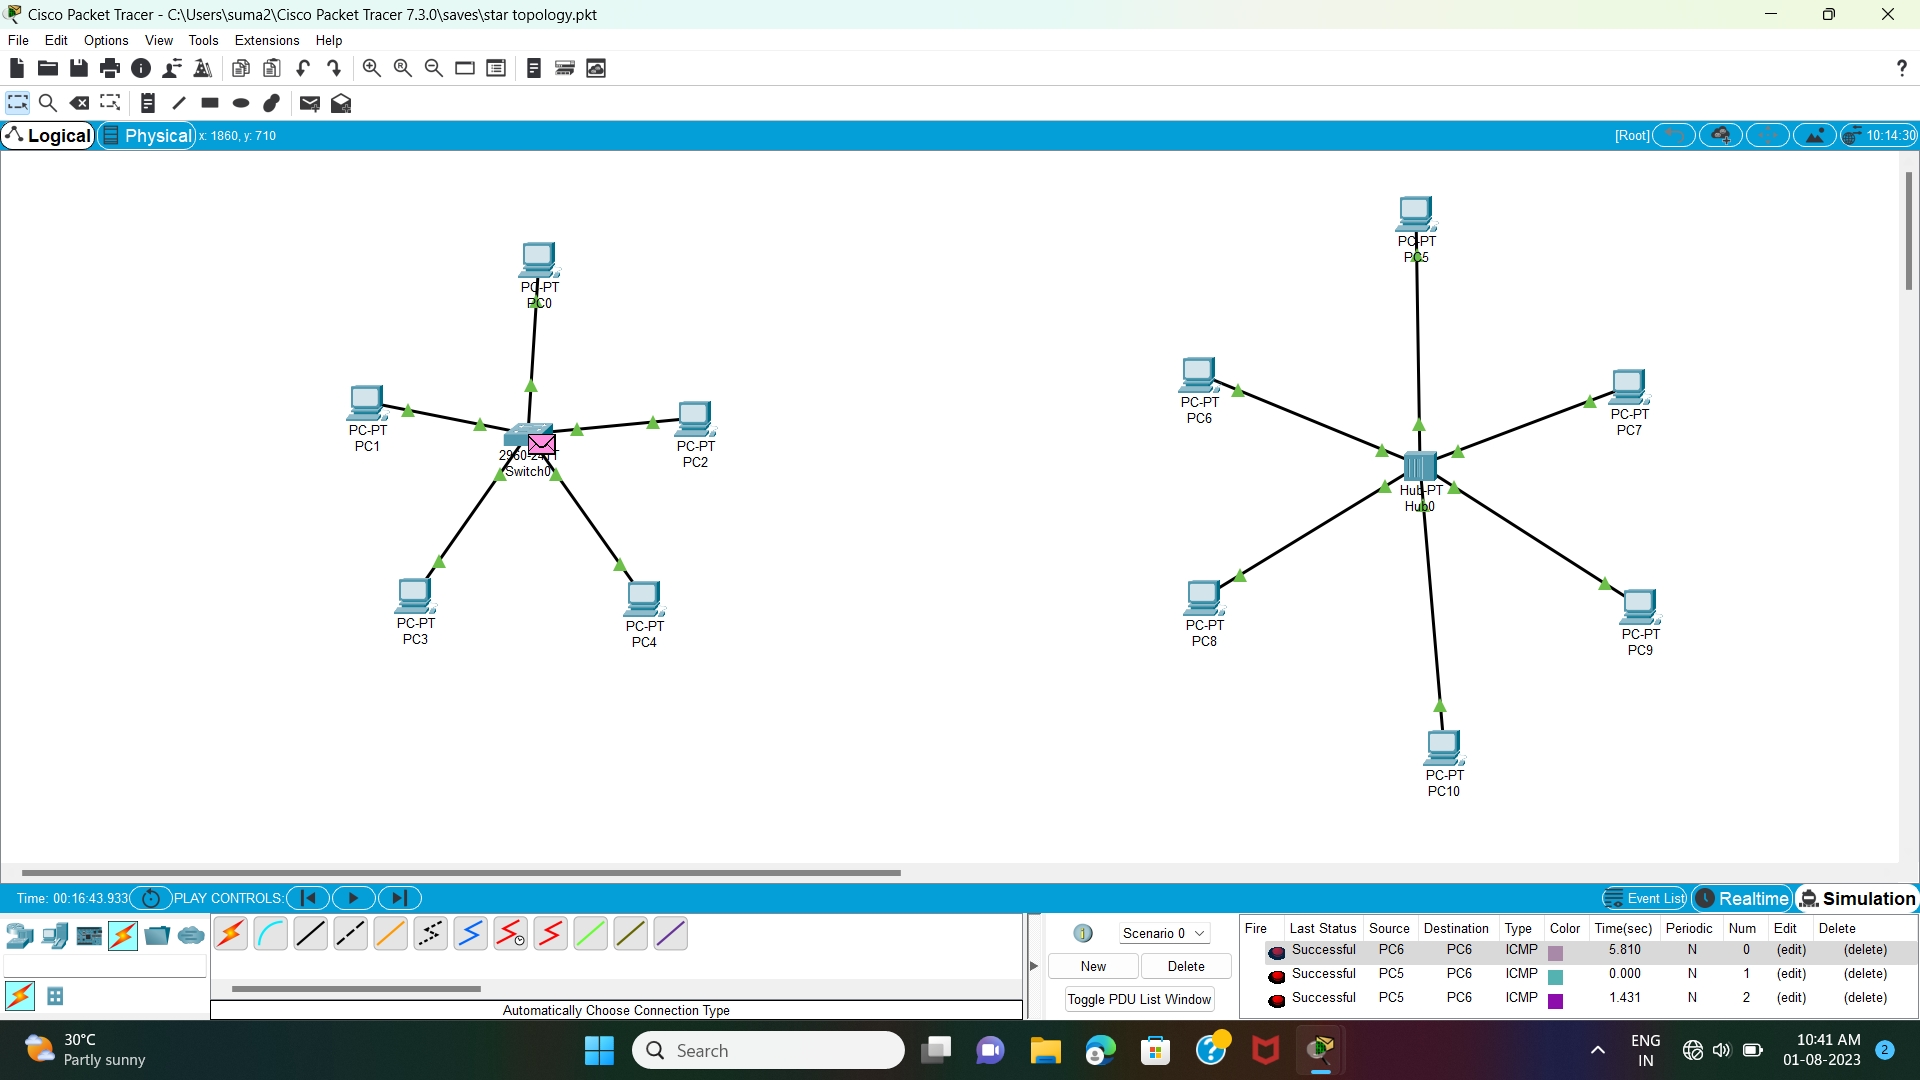 Cisco Packet Tracer - C:\Users\suma2\Cisco Packet Tracer 7.3.0\saves\star topology.pkt
File Edit Options View Tools Extensions Help
?
Logical Physical x: 1860, y: 710 [Root] 10:14:30
PC-PT
PC5
PC-PT
PC0
PC-PT
PC6
PC-PT
PC7
PC-PT
PC1
PC-PT
PC2
2960-24TT
Switch0
Hub-PT
Hub0
PC-PT
PC3
PC-PT
PC4
PC-PT
PC8
PC-PT
PC9
PC-PT
PC10
Time: 00:16:43.933 PLAY CONTROLS: Event List Realtime Simulation
Scenario 0
New Delete
Toggle PDU List Window
Fire Last Status Source Destination Type Color Time(sec) Periodic Num Edit Delete
Successful PC6 PC6 ICMP 5.810 N 0 (edit) (delete)
Successful PC5 PC6 ICMP 0.000 N 1 (edit) (delete)
Successful PC5 PC6 ICMP 1.431 N 2 (edit) (delete)
Automatically Choose Connection Type
30°C
Partly sunny
Search
ENG
IN
10:41 AM
01-08-2023
2